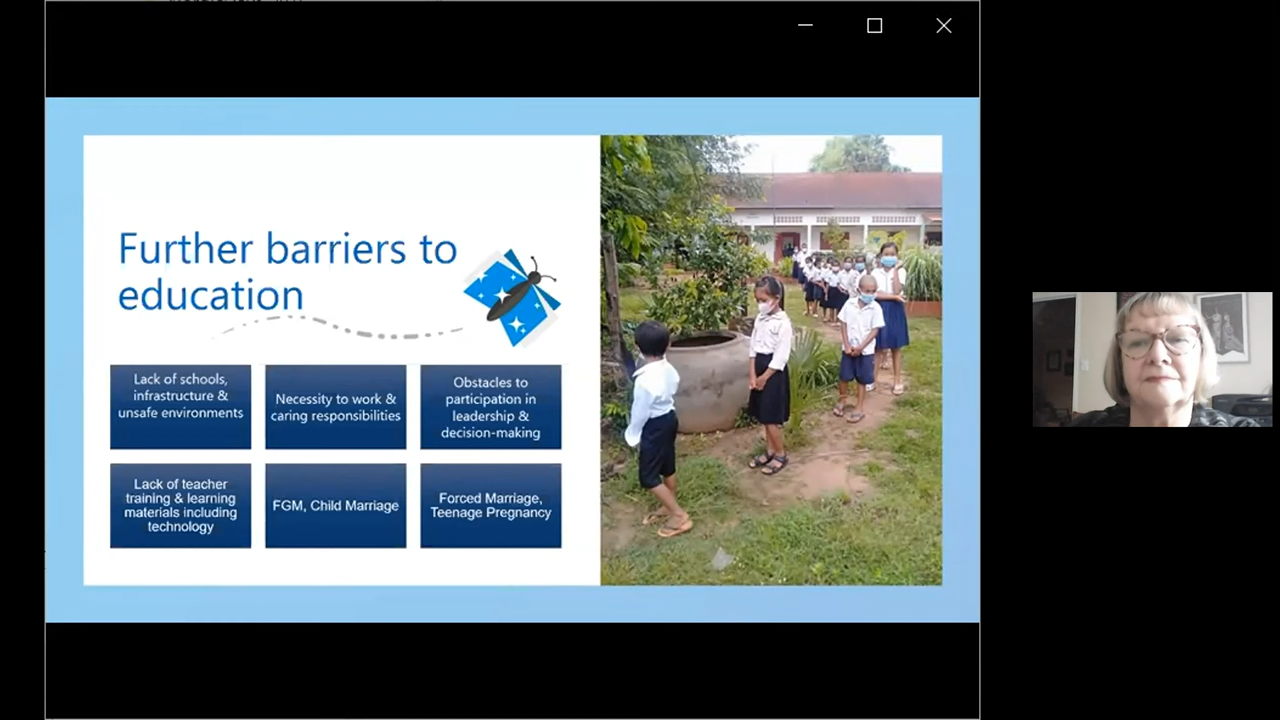 Further barriers to
education
Lack of schools,
infrastructure &
unsafe environments
Necessity to work &
caring responsibilities
Obstacles to
participation in
leadership &
decision-making
Lack of teacher
training & learning
materials including
technology
FGM, Child Marriage
Forced Marriage,
Teenage Pregnancy